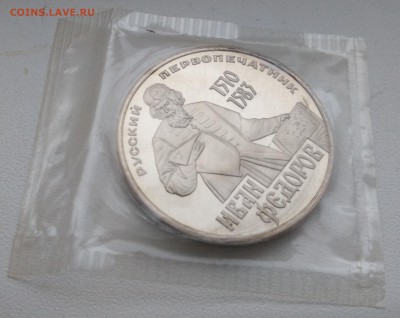 COINS.LAVE.RU
РУССКИЙ ПЕРВОПЕЧАТНИК
1510
1583
ИВАН
ФЕДОРОВ